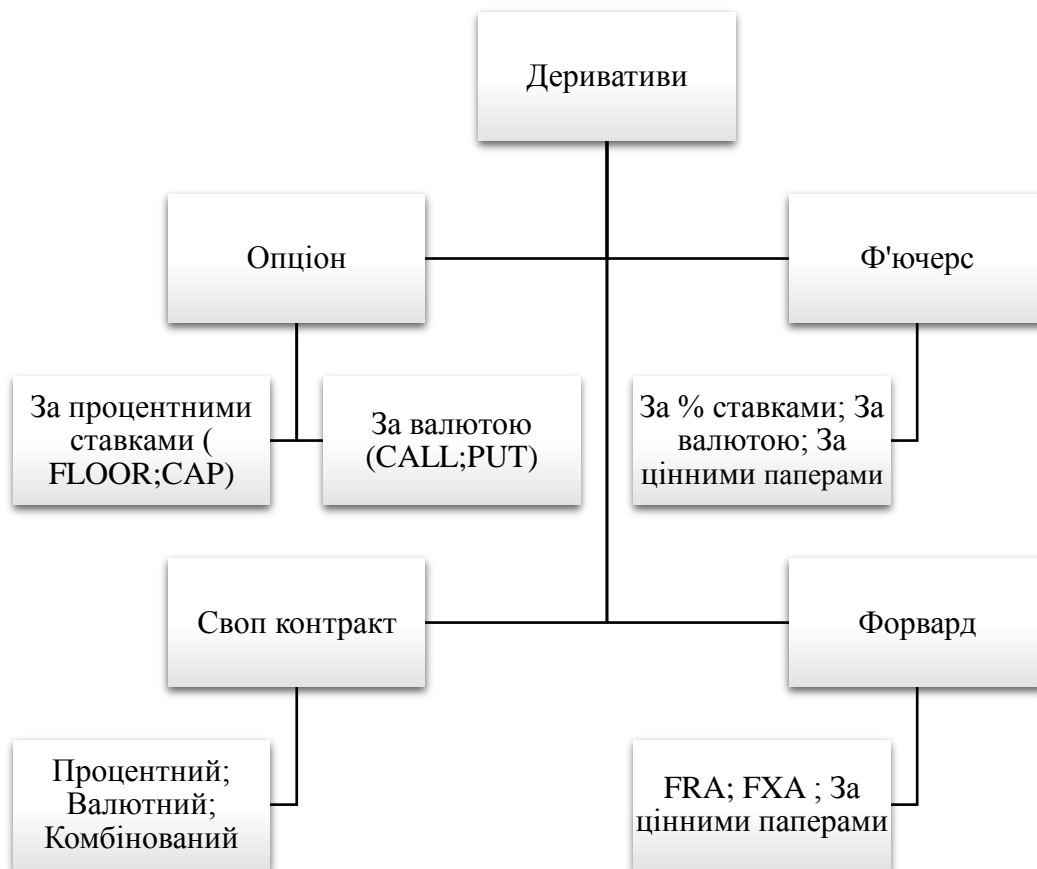 Деривативи
Опціон
Ф'ючерс
За процентними
ставками (
FLOOR;CAP)
За валютою
(CALL;PUT)
За % ставками; За
валютою; За
цінними паперами
Своп контракт
Форвард
Процентний;
Валютний;
Комбінований
FRA; FXA ; За
цінними паперами